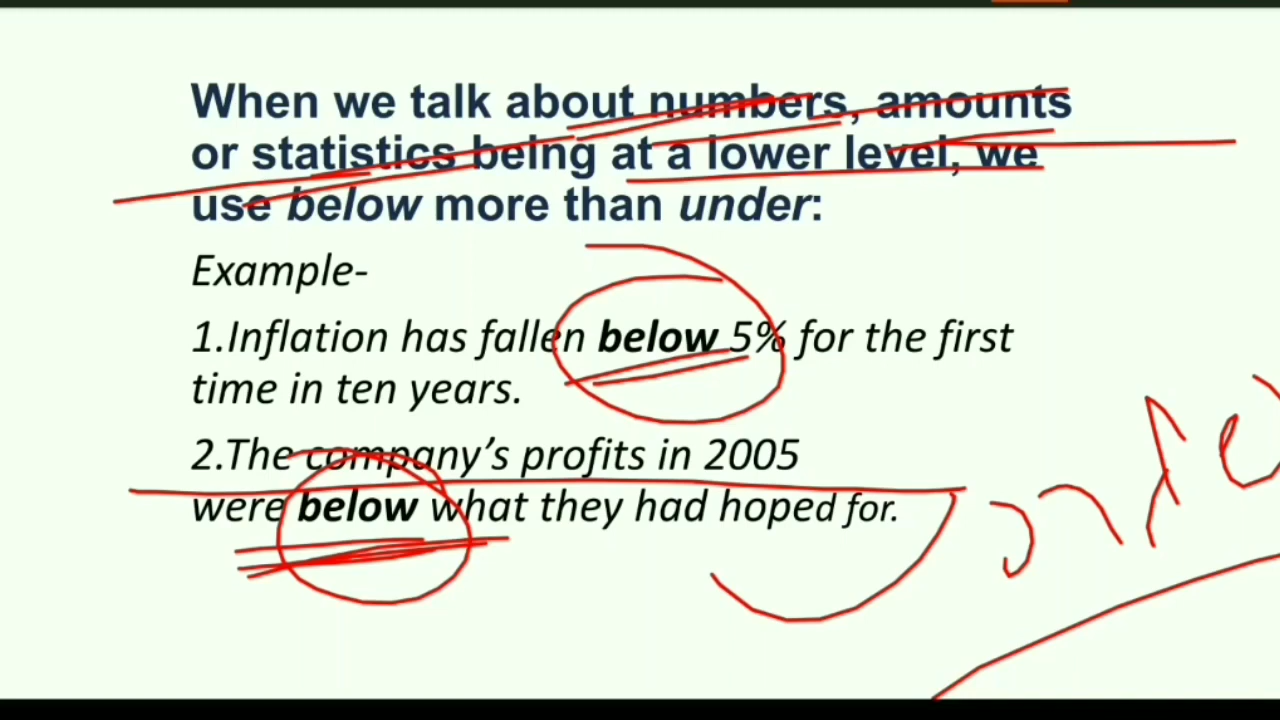 When we talk about numbers, amounts
or statistics being at a lower level, we
use below more than under:
Example-
1.Inflation has fallen below 5% for the first
time in ten years.
2.The company’s profits in 2005
were below what they had hoped for.